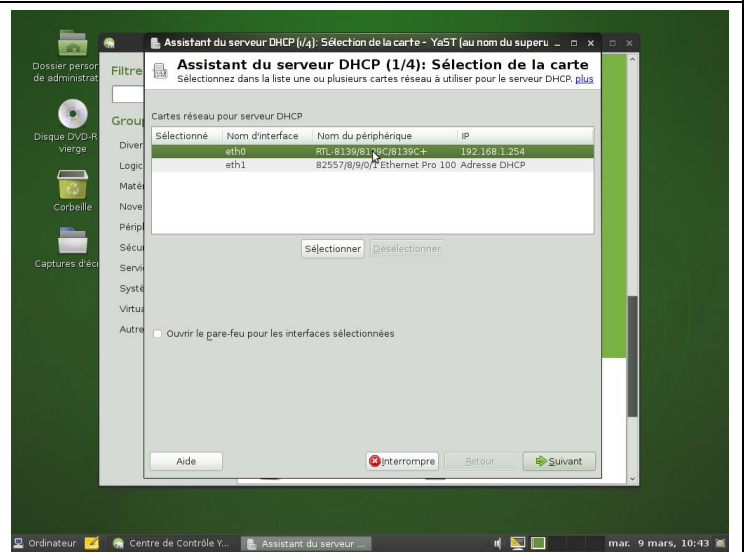 Assistant du serveur DHCP (1/4): Sélection de la carte - YaST (au nom du superu
Assistant du serveur DHCP (1/4): Sélection de la carte
Sélectionnez dans la liste une ou plusieurs cartes réseau à utiliser pour le serveur DHCP. plus
Cartes réseau pour serveur DHCP
Sélectionné Nom d'interface Nom du périphérique IP
eth0 RTL-8139/8139C/8139C+ 192.168.1.254
eth1 82557/8/9/0/1 Ethernet Pro 100 Adresse DHCP
Sélectionner Désélectionner
Ouvrir le pare-feu pour les interfaces sélectionnées
Aide Interrompre Retour Suivant
Dossier person
de administrat
Disque DVD-R
vierge
Corbeille
Captures d'écr
Filtre
Group
Diver
Logic
Maté
Nove
Périp
Sécu
Servi
Systè
Virtua
Autre
Ordinateur Centre de Contrôle Y... Assistant du serveur ... mar. 9 mars, 10:43